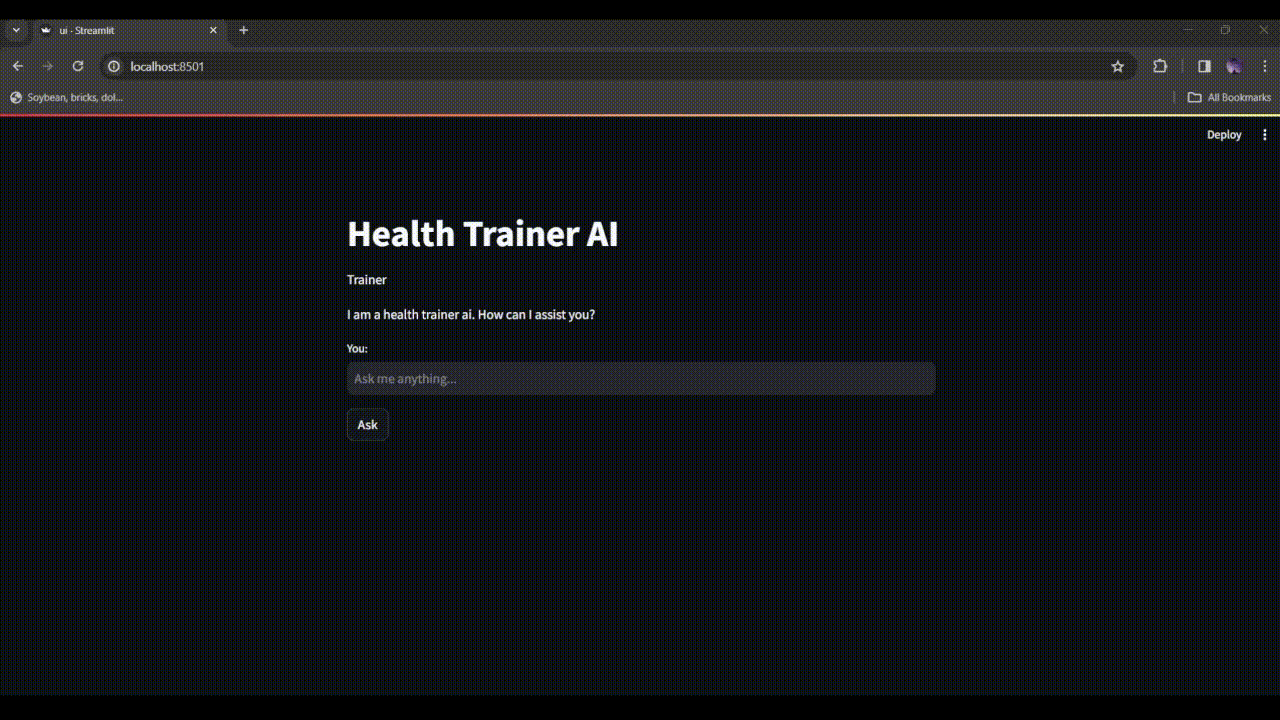 ui · Streamlit
localhost:8501
Soybean, bricks, dol...
All Bookmarks
Deploy
Health Trainer AI
Trainer
I am a health trainer ai. How can I assist you?
You:
Ask me anything...
Ask